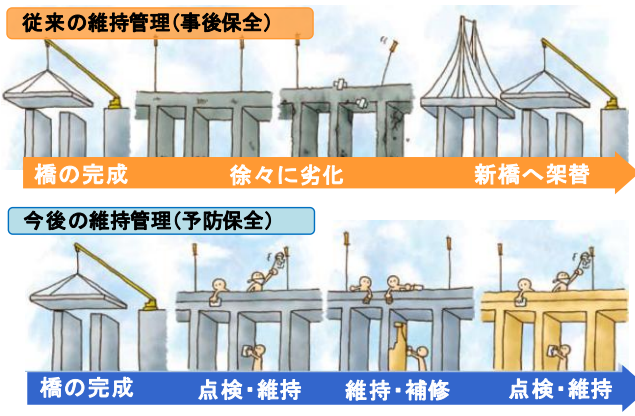 従来の維持管理（事後保全）
橋の完成
徐々に劣化
新橋へ架替
今後の維持管理（予防保全）
橋の完成
点検・維持
維持・補修
点検・維持